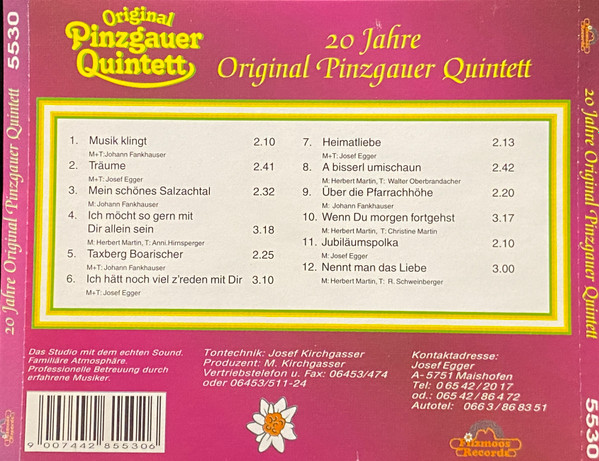 Original
Pinzgauer
Quintett
20 Jahre
Original Pinzgauer Quintett
5530
20 Jahre Original Pinzgauer Quintett
1. Musik klingt 2.10
M+T:Johann Fankhauser
2. Träume 2.41
M+T: Josef Egger
3. Mein schönes Salzachtal 2.32
M: Johann Fankhauser
4. Ich möcht so gern mit
Dir allein sein 3.18
M: Herbert Martin, T: Anni.Hirnsperger
5. Taxberg Boarischer 2.25
M+T: Johann Fankhauser
6. Ich hätt noch viel z'reden mit Dir 3.10
M+T: Josef Egger
7. Heimatliebe 2.13
M+T: Josef Egger
8. A bisserl umischaun 2.42
M: Herbert Martin, T: Walter Oberbrandacher
9. Über die Pfarrachhöhe 2.20
M: Johann Fankhauser
10. Wenn Du morgen fortgehst 3.17
M: Herbert Martin, T: Christine Martin
11. Jubiläumspolka 2.10
M: Josef Egger
12. Nennt man das Liebe 3.00
M: Herbert Martin, T: R. Schweinberger
Das Studio mit dem echten Sound.
Familiäre Atmosphäre.
Professionelle Betreuung durch
erfahrene Musiker.
Tontechnik: Josef Kirchgasser
Produzent: M. Kirchgasser
Vertriebstelefon u. Fax: 06453/474
oder 06453/511-24
Kontaktadresse:
Josef Egger
A-5751 Maishofen
Tel: 0 65 42 / 20 17
od.: 065 42 / 86 4 72
Autotel: 066 3 / 86 83 51
9 007442 855306
Filzmoos
Records
20 Jahre Original Pinzgauer Quintett
5530